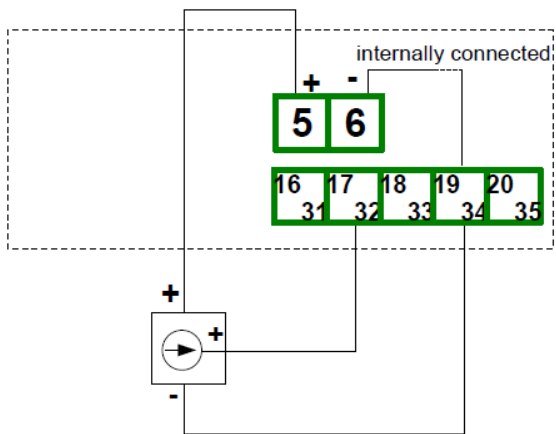 internally connected
+ -
5 6
16 17 18 19 20
31 32 33 34 35
+
+
-